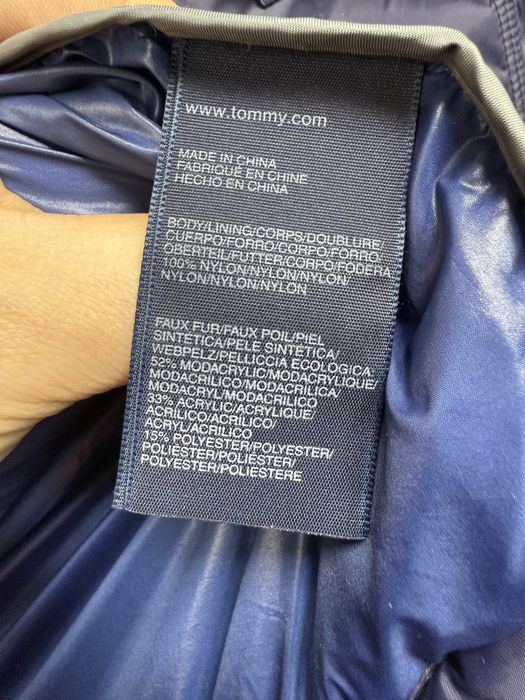 www.tommy.com
MADE IN CHINA
FABRIQUÉ EN CHINE
HECHO EN CHINA
BODY/LINING/CORPS/DOUBLURE/
CUERPO/FORRO/CORPO/FORRO/
OBERTEIL/FUTTER/CORPO/FODERA
100% NYLON/NYLON/NYLON/
NYLON/NYLON/NYLON
FAUX FUR/FAUX POIL/PIEL
SINTÉTICA/PELE SINTÉTICA/
WEBPELZ/PELLICCIA ECOLOGICA
52% MODACRYLIC/MODACRYLIQUE/
MODACRÍLICO/MODACRÍLICA/
MODACRYL/MODACRILICO
33% ACRYLIC/ACRYLIQUE
ACRÍLICO/ACRÍLICO/
ACRYL/ACRILICO
15% POLYESTER/POLYESTER/
POLIÉSTER/POLIÉSTER/
POLYESTER/POLIESTERE